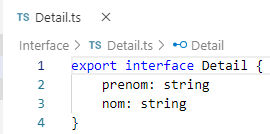 TS Detail.ts
Interface > TS Detail.ts > Detail
1 export interface Detail {
2 prenom: string
3 nom: string
4 }